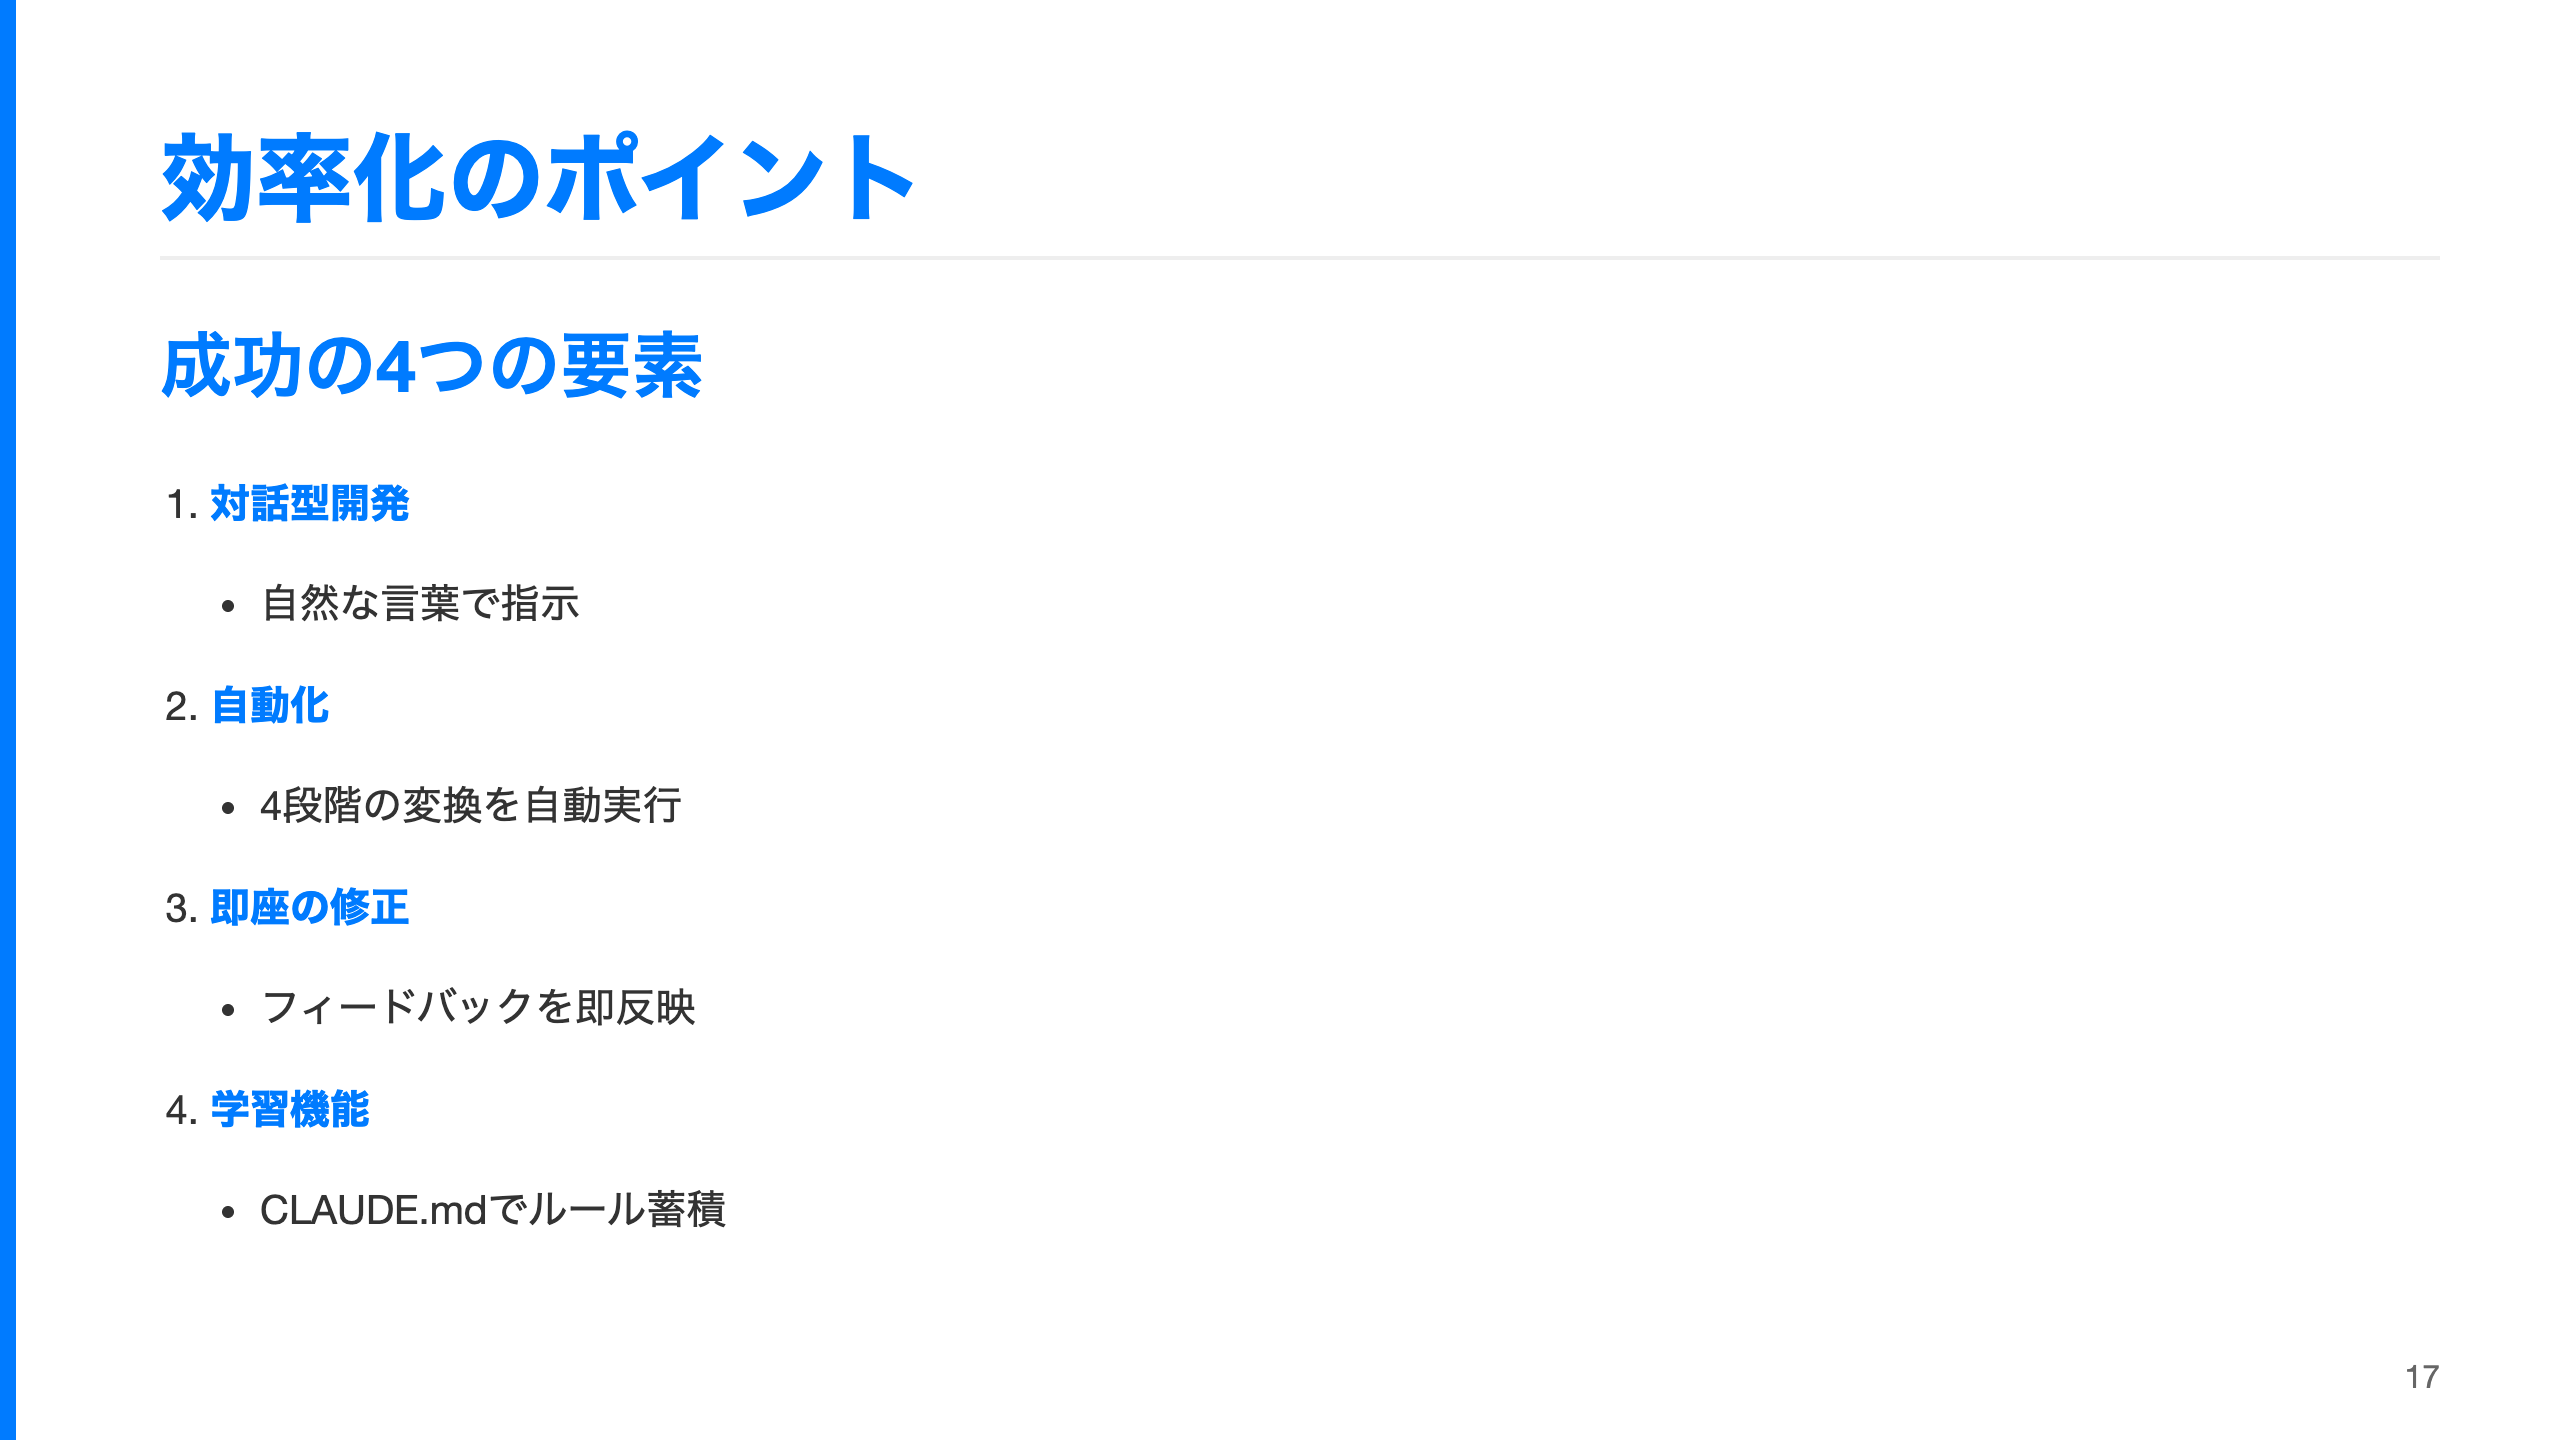 効率化のポイント
成功の4つの要素
1. 対話型開発
• 自然な言葉で指示
2. 自動化
• 4段階の変換を自動実行
3. 即座の修正
• フィードバックを即反映
4. 学習機能
• CLAUDE.mdでルール蓄積
17